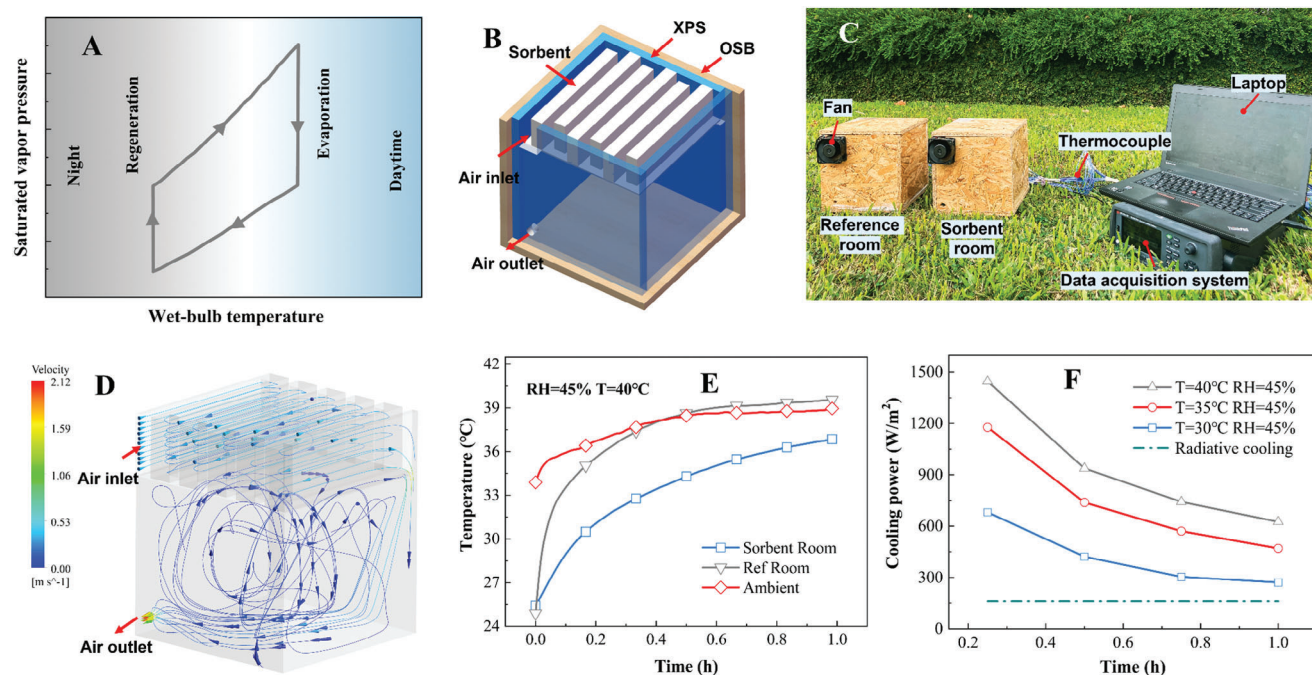 A
Saturated vapor pressure
Night
Regeneration
Evaporation
Daytime
Wet-bulb temperature
B
XPS
OSB
Sorbent
Air inlet
Air outlet
C
Fan
Laptop
Thermocouple
Reference
room
Sorbent
room
Data acquisition system
D
Velocity
2.12
1.59
1.06
0.53
0.00
[m s^-1]
Air inlet
Air outlet
E
RH=45% T=40℃
Temperature (℃)
42
39
36
33
30
27
24
Sorbent Room
Ref Room
Ambient
0.0
0.2
0.4
0.6
0.8
1.0
Time (h)
F
Cooling power (W/m²)
1500
1200
900
600
300
0
T=40℃ RH=45%
T=35℃ RH=45%
T=30℃ RH=45%
Radiative cooling
0.2
0.4
0.6
0.8
1.0
Time (h)